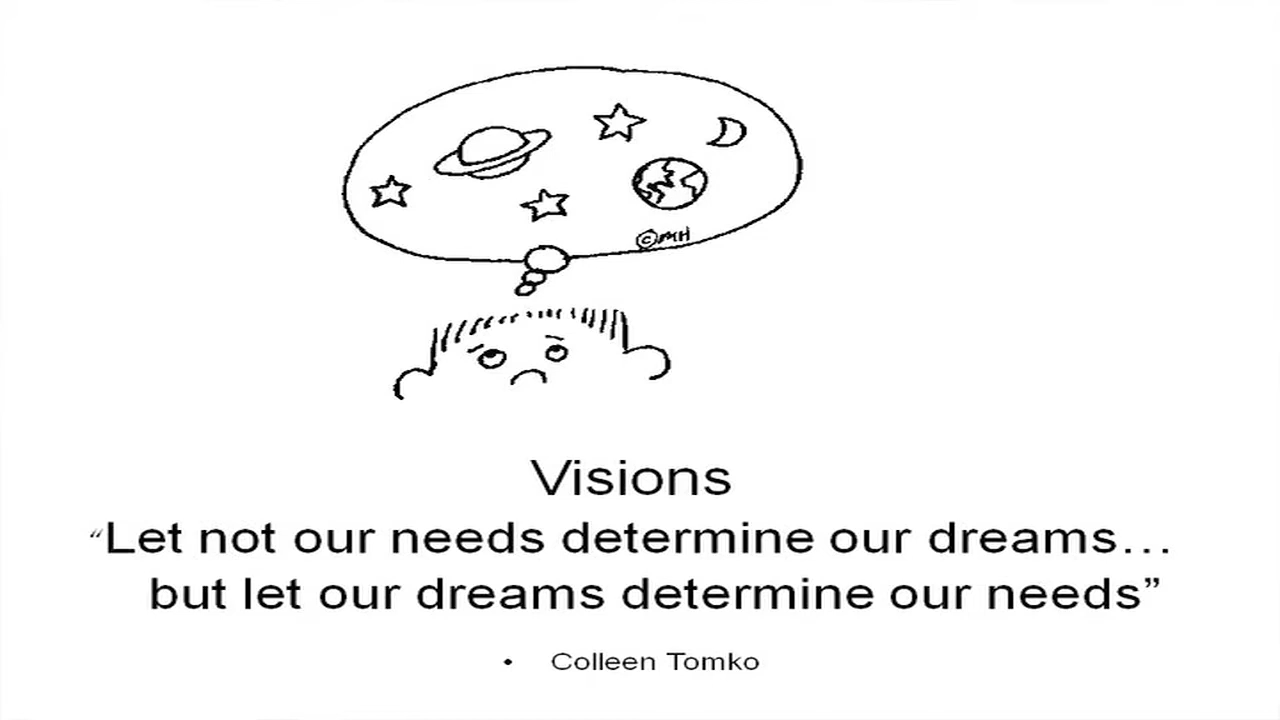 ©MH
Visions
“Let not our needs determine our dreams…
but let our dreams determine our needs”
• Colleen Tomko